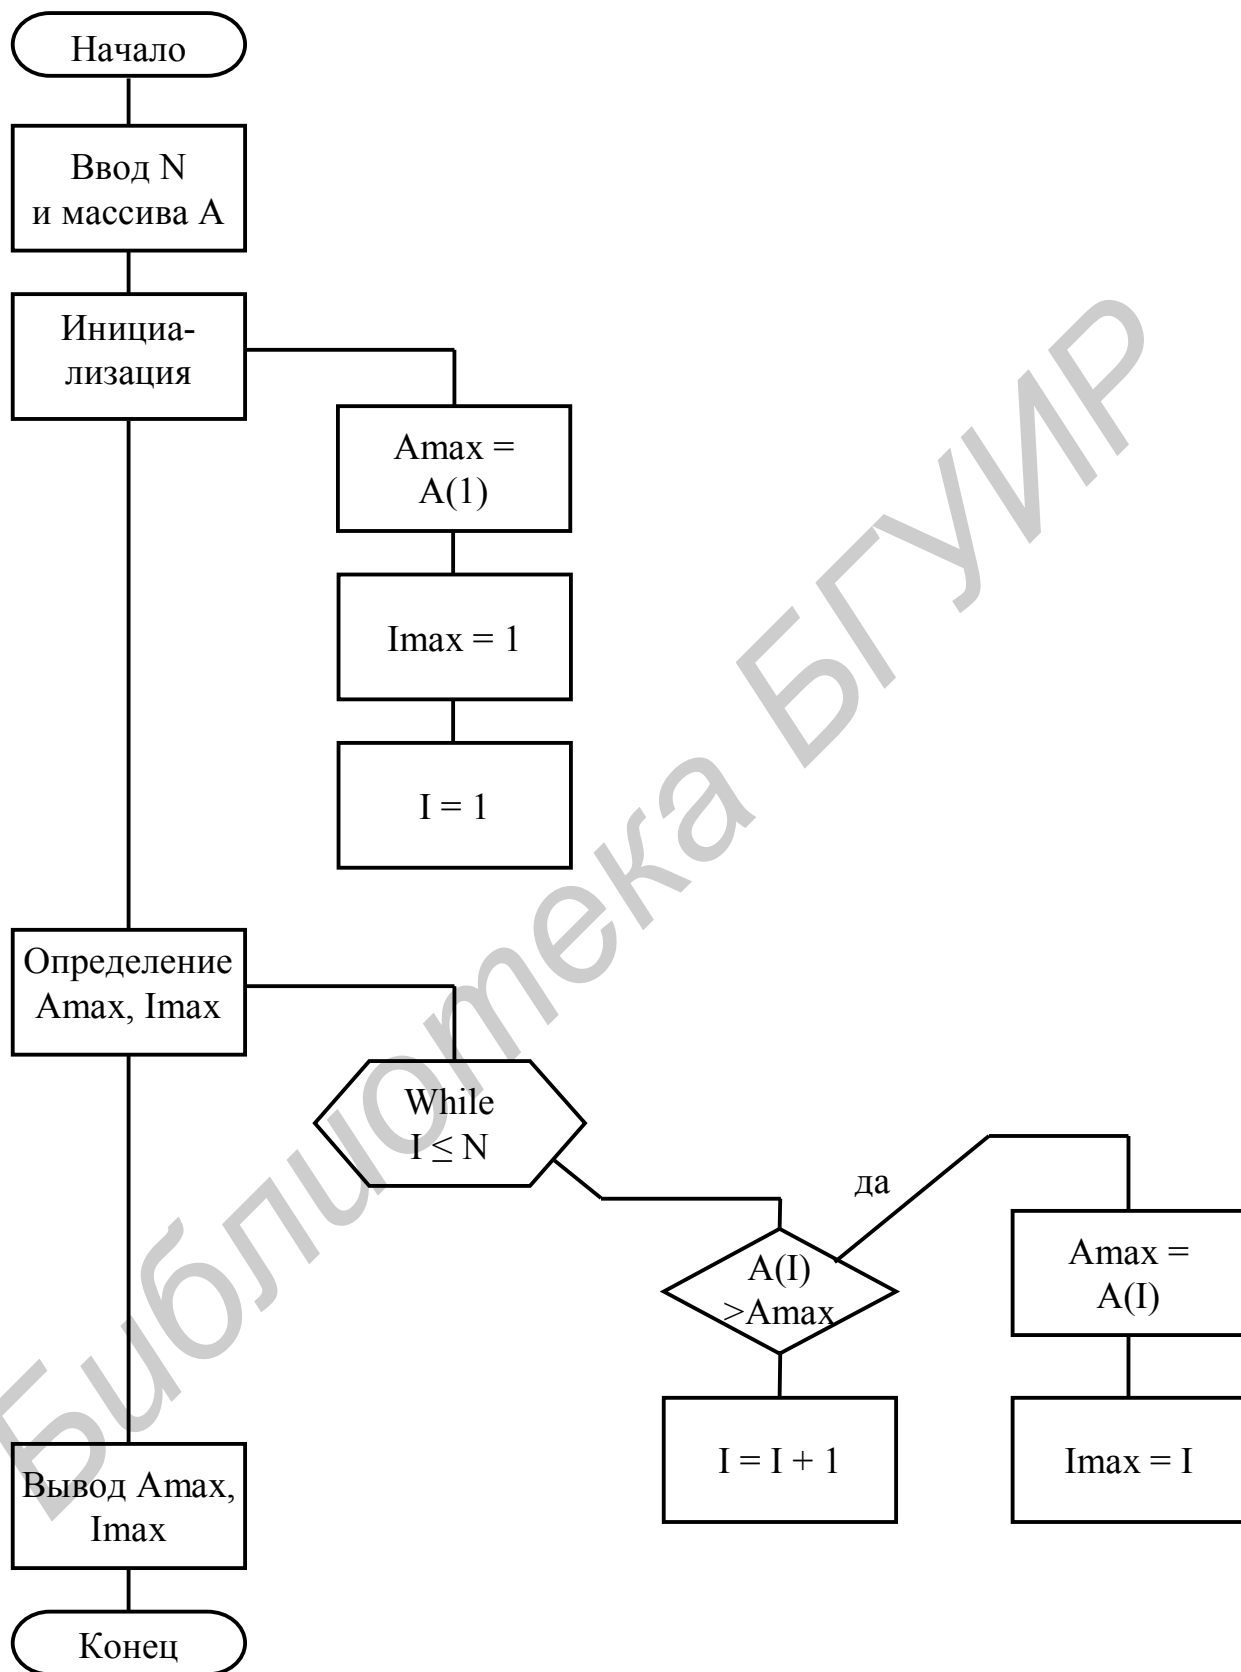 Начало
Ввод N
и массива A
Инициа-
лизация
Amax =
A(1)
Imax = 1
I = 1
Определение
Amax, Imax
While
I ≤ N
да
A(I)
>Amax
Amax =
A(I)
I = I + 1
Imax = I
Вывод Amax,
Imax
Конец
Библиотека БГУИР